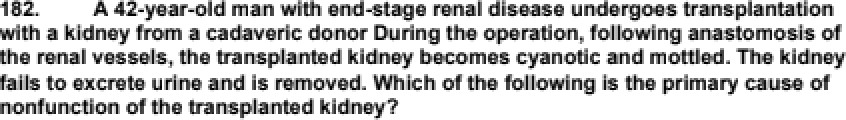 182. A 42-year-old man with end-stage renal disease undergoes transplantation
with a kidney from a cadaveric donor During the operation, following anastomosis of
the renal vessels, the transplanted kidney becomes cyanotic and mottled. The kidney
fails to excrete urine and is removed. Which of the following is the primary cause of
nonfunction of the transplanted kidney?